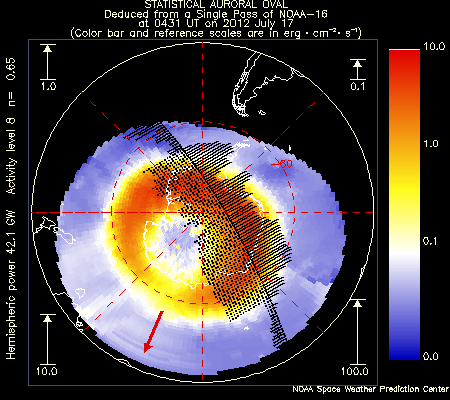 STATISTICAL AURORAL OVAL
Deduced from a Single Pass of NOAA-16
at 0431 UT on 2012 July 17
(Color bar and reference scales are in erg·cm⁻²·s⁻¹)
1.0
0.1
10.0
100.0
Hemispheric power 42.1 GW Activity level 8 n= 0.65
10.0
1.0
0.1
0.0
NOAA Space Weather Prediction Center